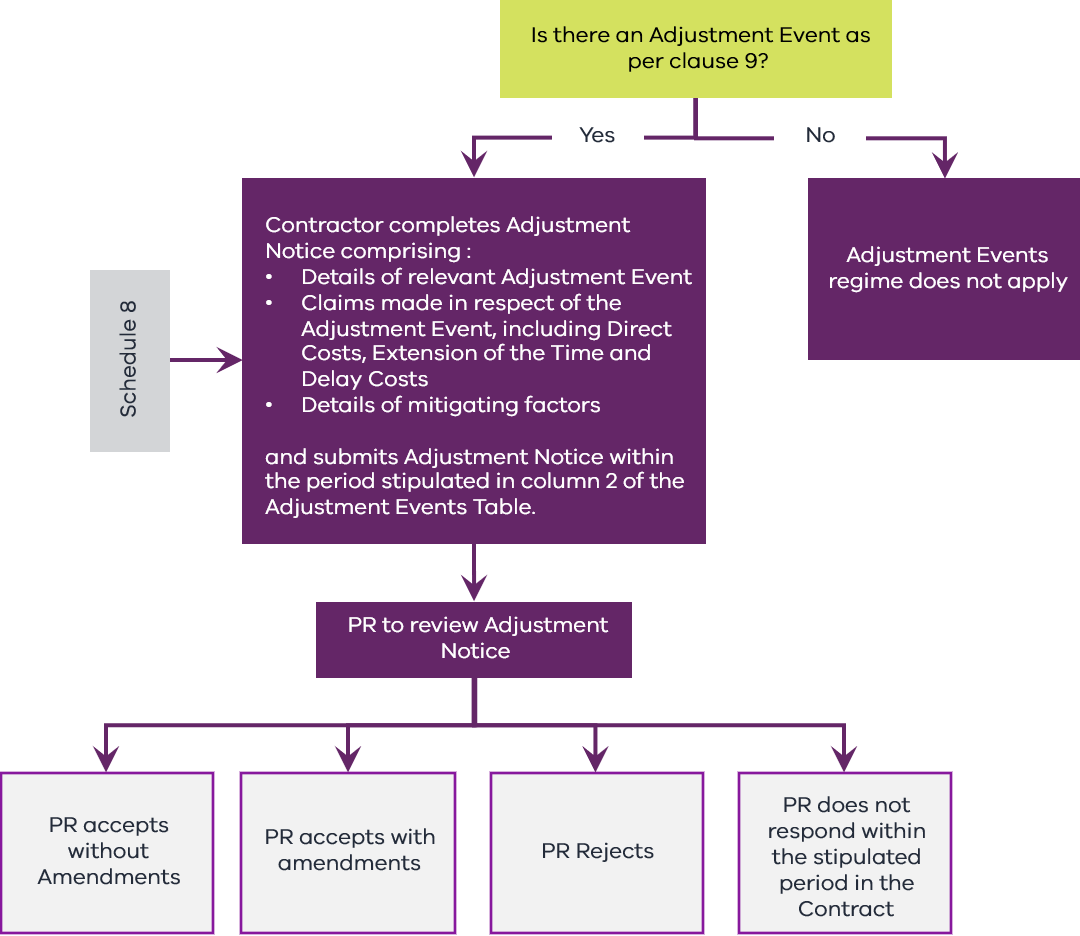 Is there an Adjustment Event as
per clause 9?
Yes
No
Contractor completes Adjustment
Notice comprising :
• Details of relevant Adjustment Event
• Claims made in respect of the
Adjustment Event, including Direct
Costs, Extension of the Time and
Delay Costs
• Details of mitigating factors
and submits Adjustment Notice within
the period stipulated in column 2 of the
Adjustment Events Table.
Adjustment Events
regime does not apply
Schedule 8
PR to review Adjustment
Notice
PR accepts
without
Amendments
PR accepts with
amendments
PR Rejects
PR does not
respond within
the stipulated
period in the
Contract